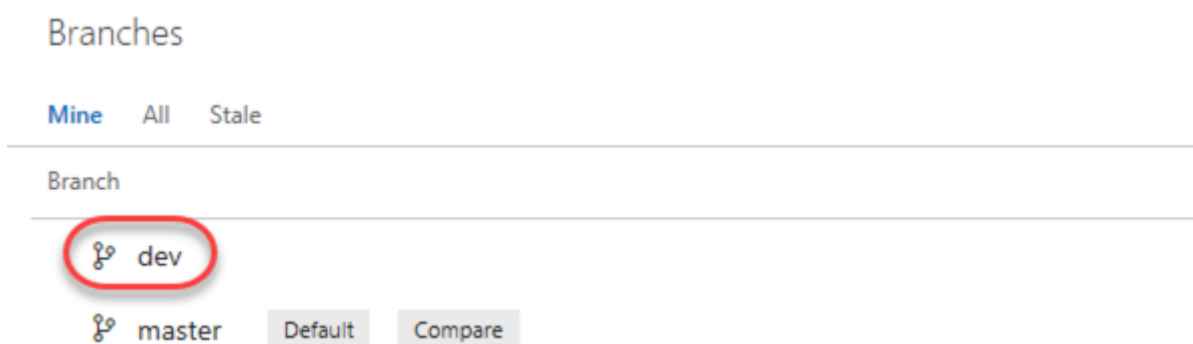 Branches
Mine All Stale
Branch
dev
master Default Compare